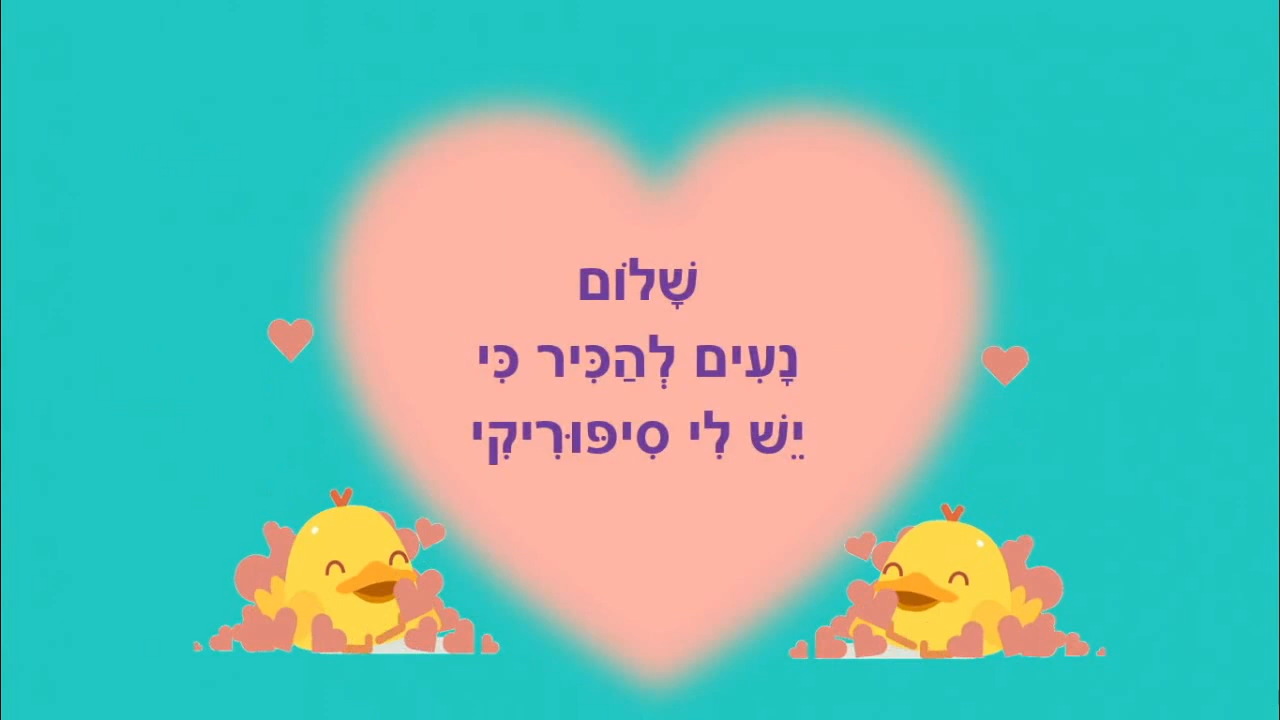 שָׁלוֹם
נָעִים לְהַכִּיר כִּי
יֵשׁ לִי סִיפּוּרִיקִי